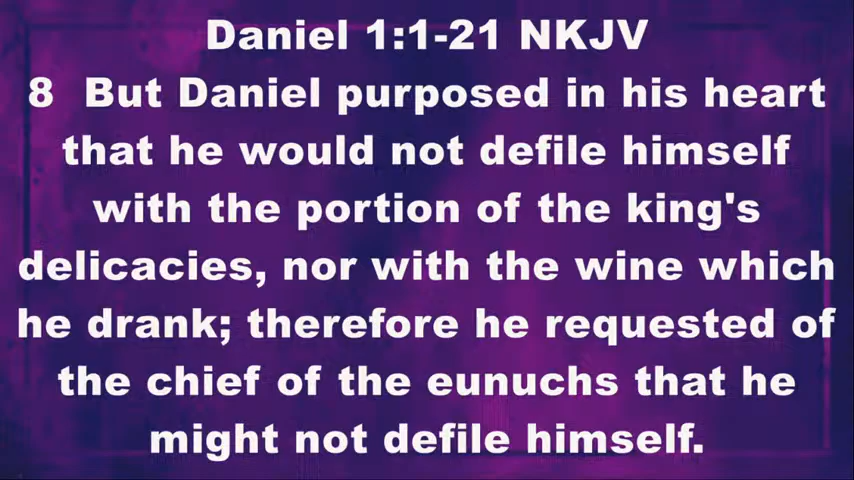 Daniel 1:1-21 NKJV
8 But Daniel purposed in his heart
that he would not defile himself
with the portion of the king's
delicacies, nor with the wine which
he drank; therefore he requested of
the chief of the eunuchs that he
might not defile himself.